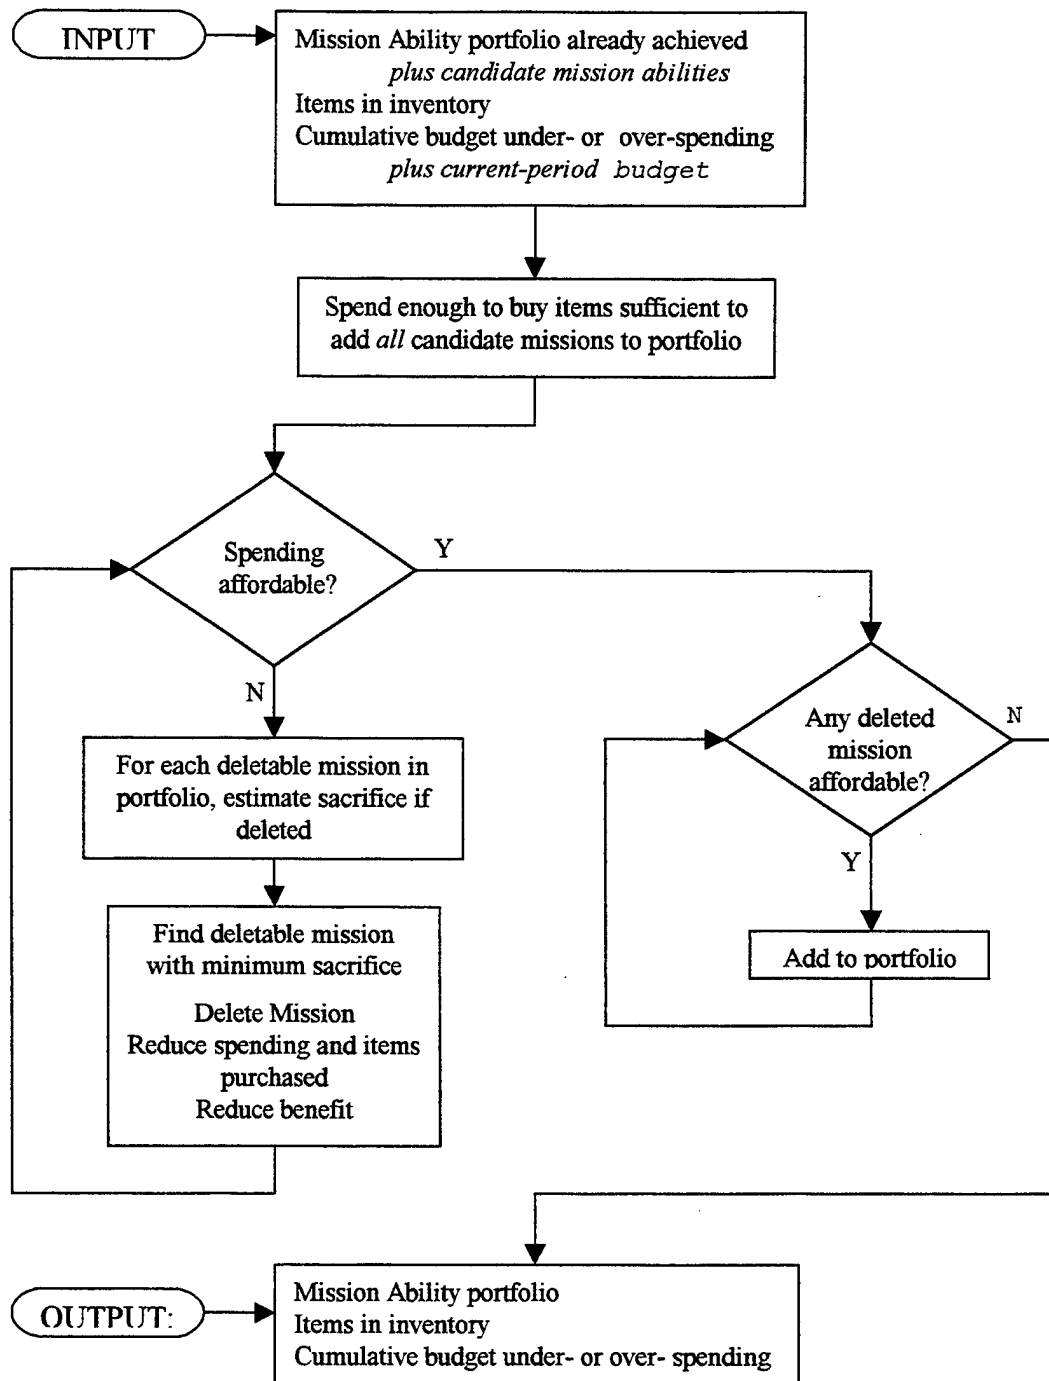 INPUT
Mission Ability portfolio already achieved
plus candidate mission abilities
Items in inventory
Cumulative budget under- or over-spending
plus current-period budget
Spend enough to buy items sufficient to
add all candidate missions to portfolio
Spending
affordable?
Y
N
For each deletable mission in
portfolio, estimate sacrifice if
deleted
Find deletable mission
with minimum sacrifice
Delete Mission
Reduce spending and items
purchased
Reduce benefit
Any deleted
mission
affordable?
N
Y
Add to portfolio
OUTPUT:
Mission Ability portfolio
Items in inventory
Cumulative budget under- or over- spending